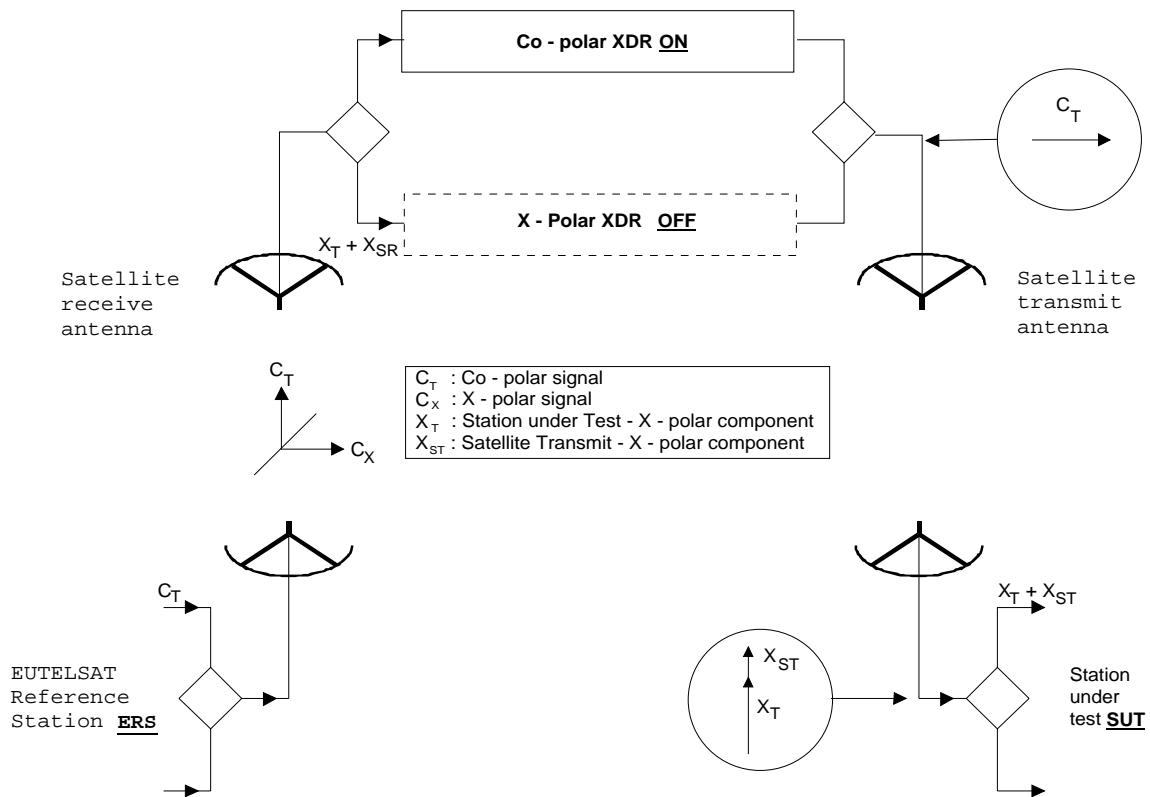 Co - polar XDR ON
C_T
X - Polar XDR OFF
X_T + X_SR
Satellite
receive
antenna
Satellite
transmit
antenna
C_T
C_X
C_T : Co - polar signal
C_X : X - polar signal
X_T : Station under Test - X - polar component
X_ST : Satellite Transmit - X - polar component
C_T
X_T + X_ST
EUTELSAT
Reference
Station ERS
X_ST
X_T
Station
under
test SUT